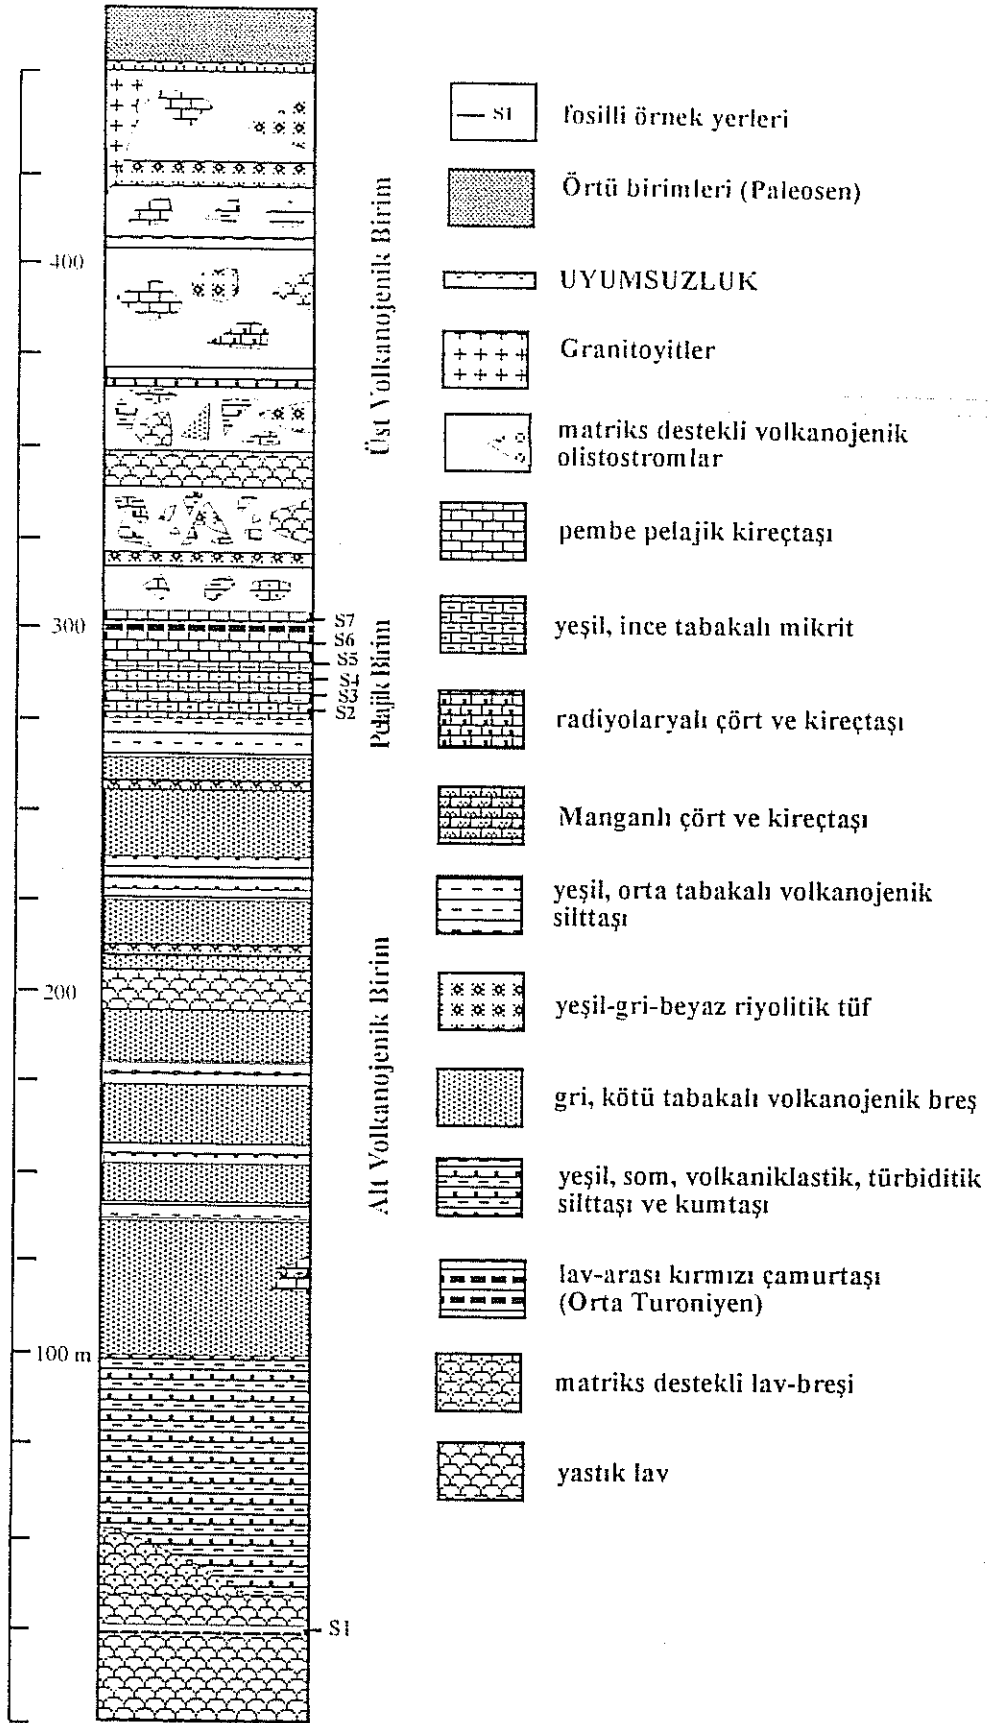 400
300
200
100 m
Üst Volkanojenik Birim
Pelajik Birim
Alt Volkanojenik Birim
S7
S6
S5
S4
S3
S2
S1
S1 fosilli örnek yerleri
Örtü birimleri (Paleosen)
UYUMSUZLUK
Granitoyitler
matriks destekli volkanojenik
olistostromlar
pembe pelajik kireçtaşı
yeşil, ince tabakalı mikrit
radiyolaryalı çört ve kireçtaşı
Manganlı çört ve kireçtaşı
yeşil, orta tabakalı volkanojenik
silttaşı
yeşil-gri-beyaz riyolitik tüf
gri, kötü tabakalı volkanojenik breş
yeşil, som, volkaniklastik, türbiditik
silttaşı ve kumtaşı
lav-arası kırmızı çamurtaşı
(Orta Turoniyen)
matriks destekli lav-breşi
yastık lav